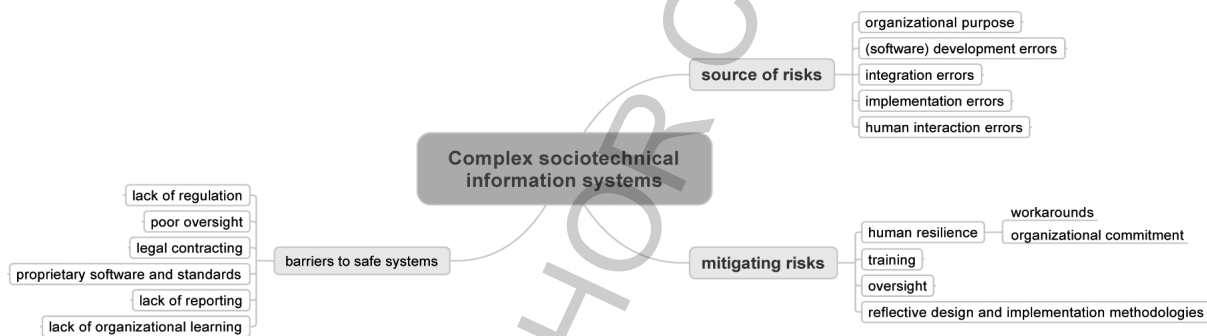 Complex sociotechnical
information systems
source of risks
organizational purpose
(software) development errors
integration errors
implementation errors
human interaction errors
mitigating risks
human resilience
workarounds
organizational commitment
training
oversight
reflective design and implementation methodologies
barriers to safe systems
lack of regulation
poor oversight
legal contracting
proprietary software and standards
lack of reporting
lack of organizational learning
HOR C